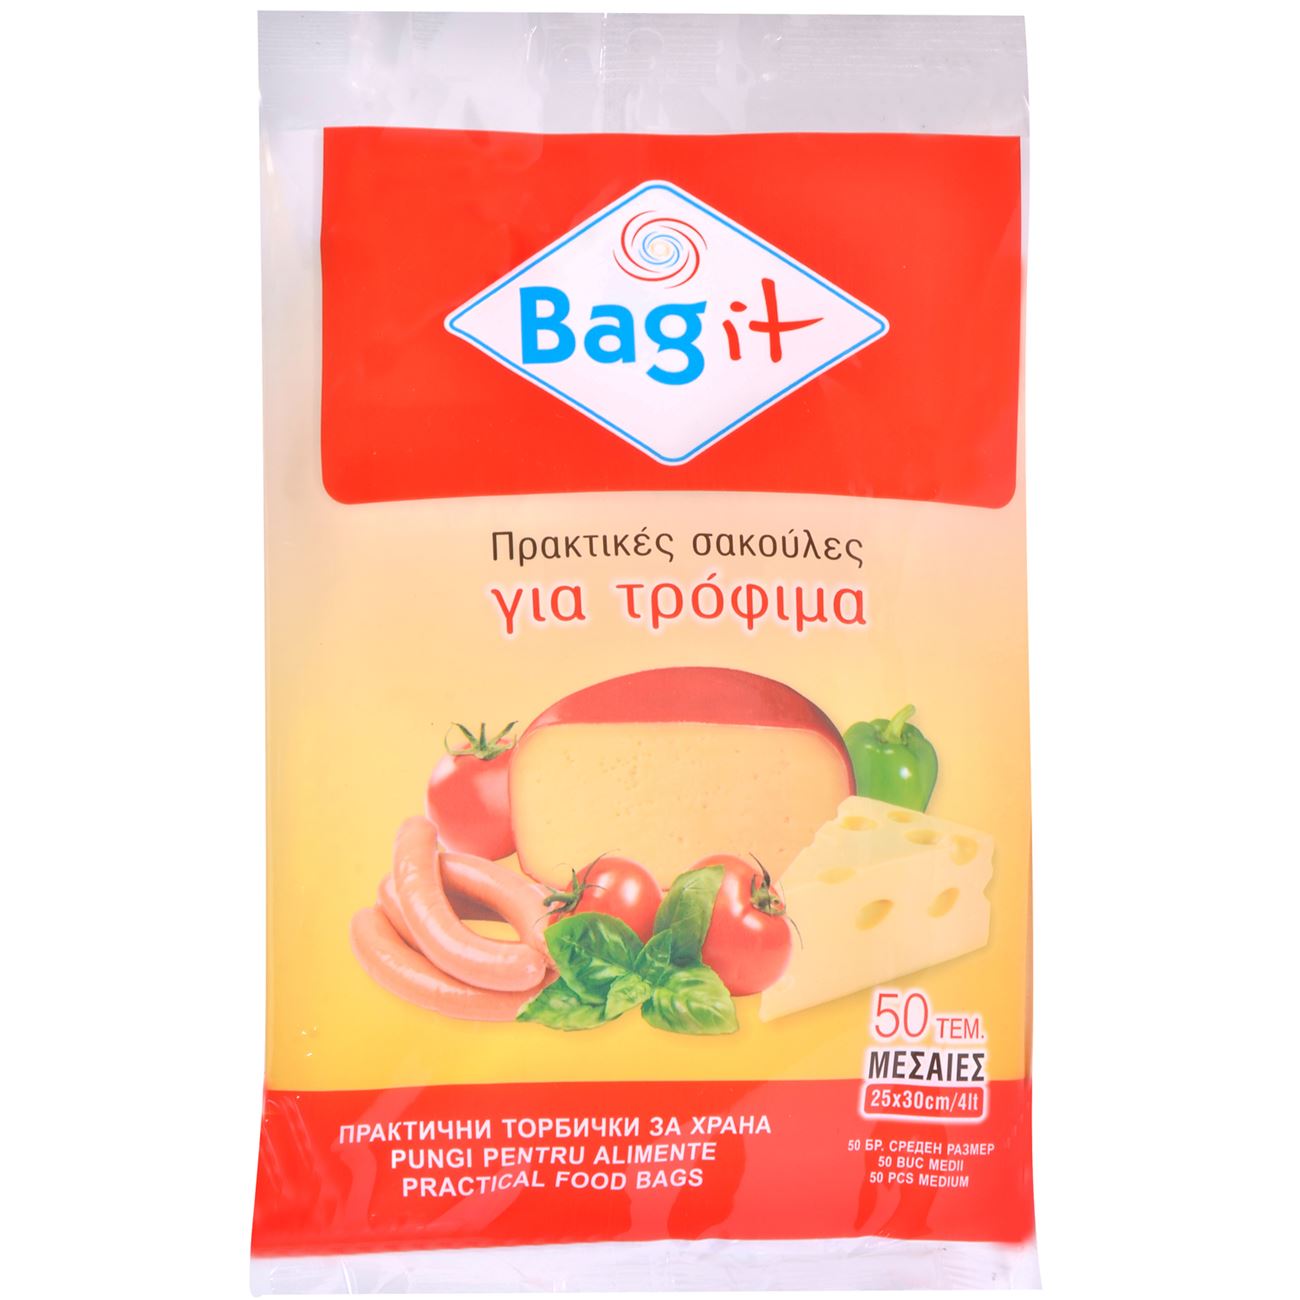 Bag it
Πρακτικές σακούλες
για τρόφιμα
50 ΤΕΜ.
ΜΕΣΑΙΕΣ
25x30cm/4lt
ПРАКТИЧНИ ТОРБИЧКИ ЗА ХРАНА
PUNGI PENTRU ALIMENTE
PRACTICAL FOOD BAGS
50 БР. СРЕДЕН РАЗМЕР
50 BUC MEDII
50 PCS MEDIUM